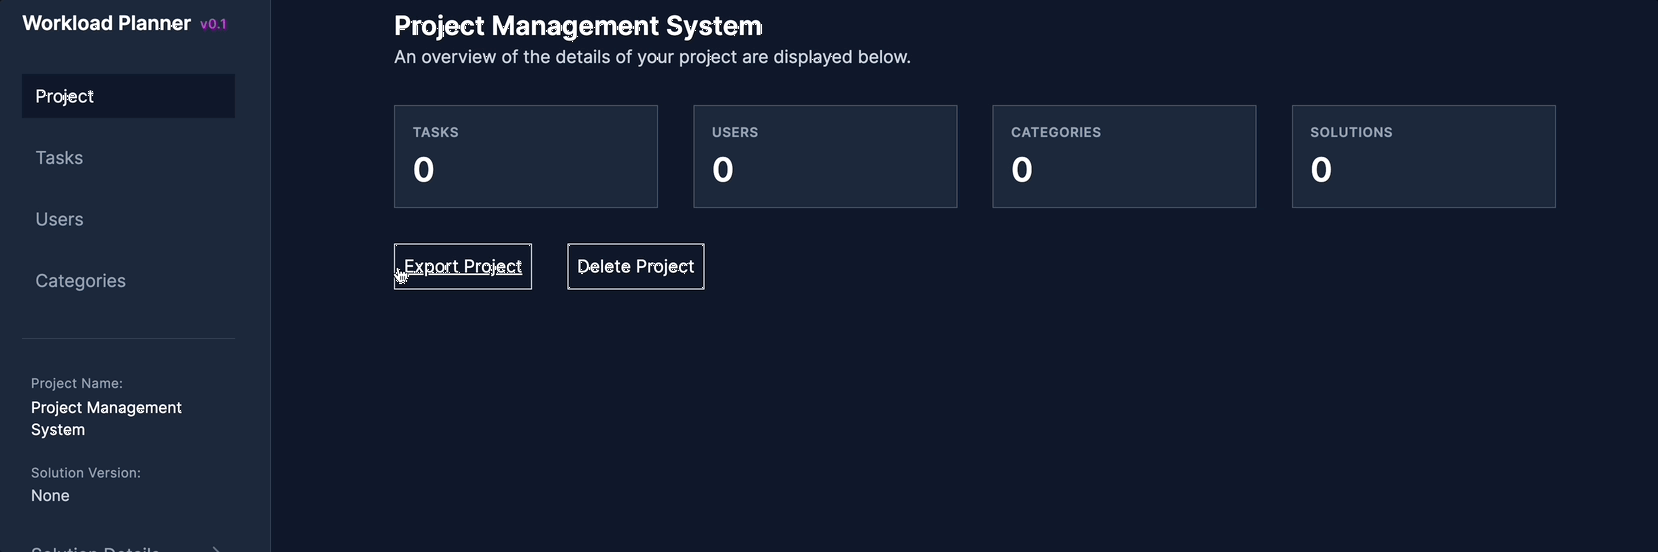 Workload Planner v0.1
Project
Tasks
Users
Categories
Project Name:
Project Management
System
Solution Version:
None
Solution Details
Project Management System
An overview of the details of your project are displayed below.
TASKS
0
USERS
0
CATEGORIES
0
SOLUTIONS
0
Export Project
Delete Project